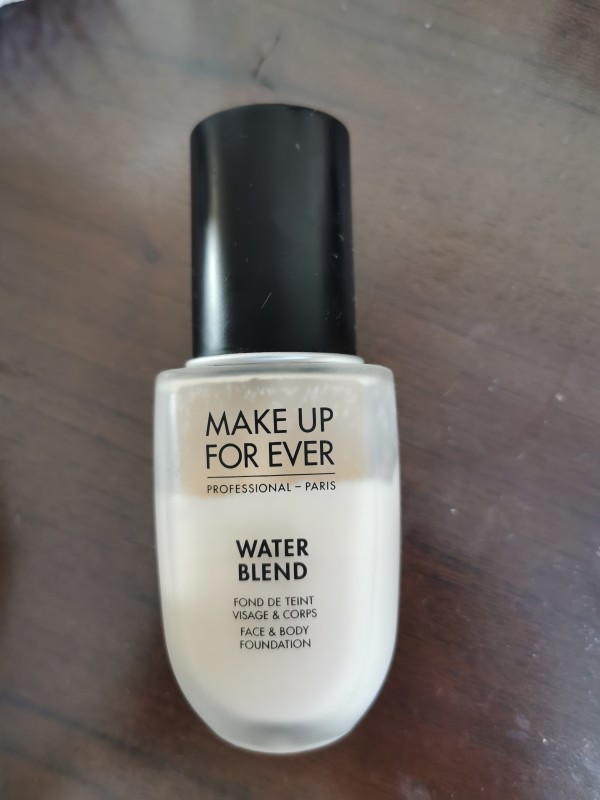 MAKE UP
FOR EVER
PROFESSIONAL – PARIS
WATER
BLEND
FOND DE TEINT
VISAGE & CORPS
FACE & BODY
FOUNDATION